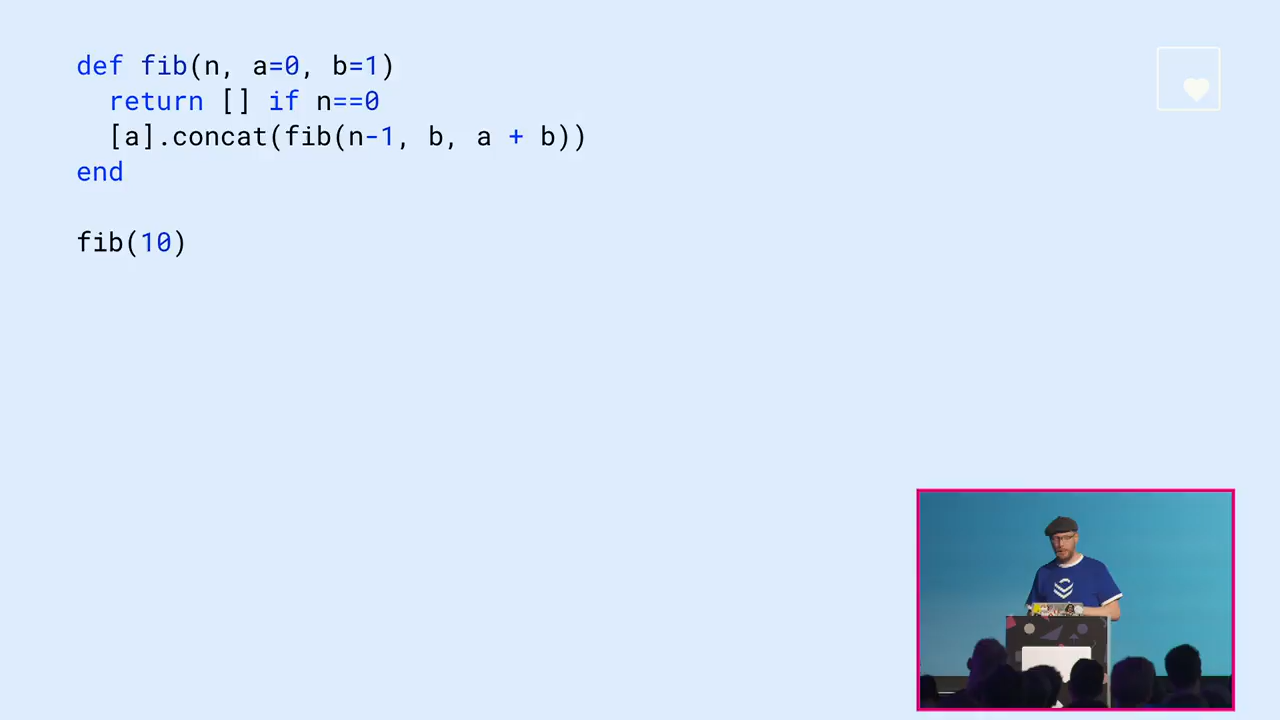 def fib(n, a=0, b=1)
  return [] if n==0
  [a].concat(fib(n-1, b, a + b))
end
fib(10)